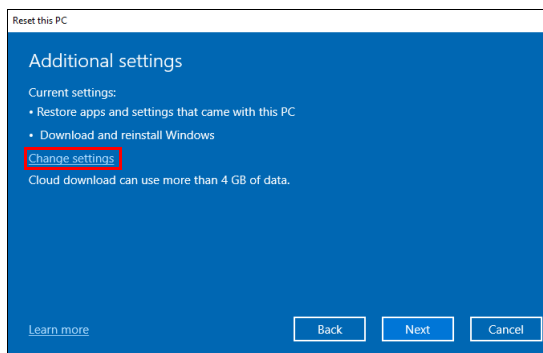 Reset this PC
Additional settings
Current settings:
• Restore apps and settings that came with this PC
• Download and reinstall Windows
Change settings
Cloud download can use more than 4 GB of data.
Learn more
Back
Next
Cancel